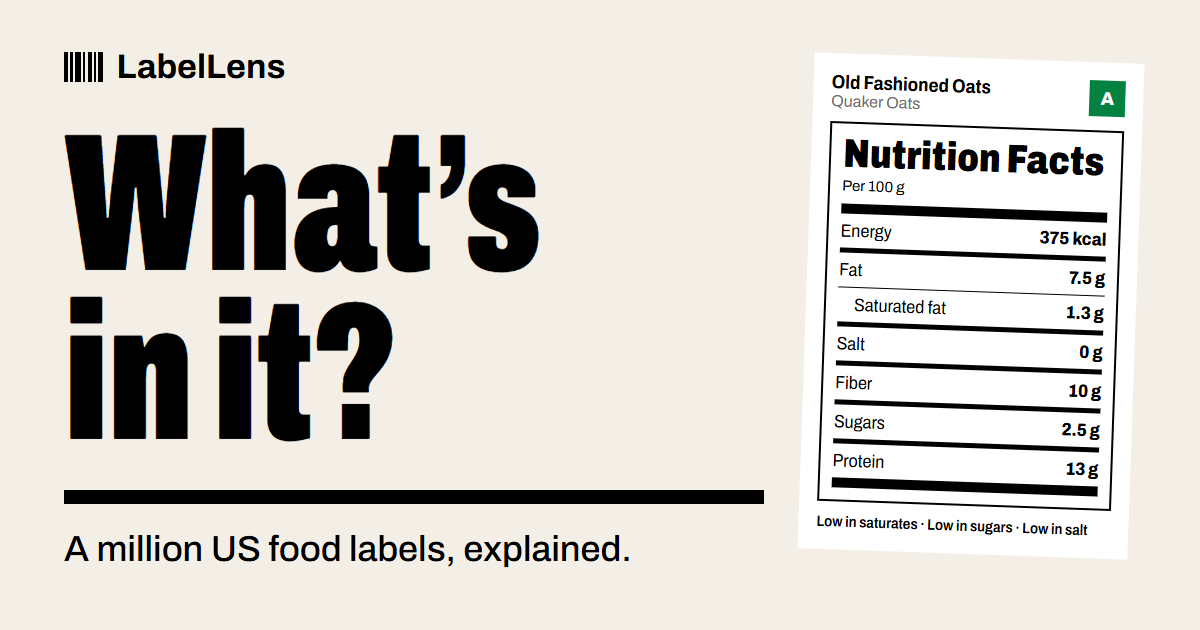 LabelLens
What’s
in it?
A million US food labels, explained.
Old Fashioned Oats
Quaker Oats
A
Nutrition Facts
Per 100 g
Energy 375 kcal
Fat 7.5 g
Saturated fat 1.3 g
Salt 0 g
Fiber 10 g
Sugars 2.5 g
Protein 13 g
Low in saturates · Low in sugars · Low in salt